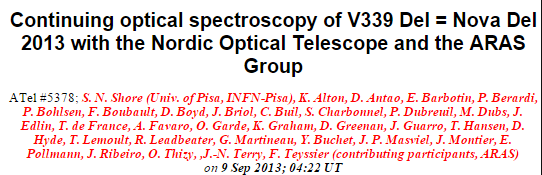 Continuing optical spectroscopy of V339 Del = Nova Del
2013 with the Nordic Optical Telescope and the ARAS
Group
ATel #5378; S. N. Shore (Univ. of Pisa, INFN-Pisa), K. Alton, D. Antao, E. Barbotin, P. Berardi,
P. Bohlsen, F. Boubault, D. Boyd, J. Briol, C. Buil, S. Charbonnel, P. Dubreuil, M. Dubs, J.
Edlin, T. de France, A. Favaro, O. Garde, K. Graham, D. Greenan, J. Guarro, T. Hansen, D.
Hyde, T. Lemoult, R. Leadbeater, G. Martineau, Y. Buchet, J. P. Masviel, J. Montier, E.
Pollmann, J. Ribeiro, O. Thizy, ,J.-N. Terry, F. Teyssier (contributing participants, ARAS)
on 9 Sep 2013; 04:22 UT